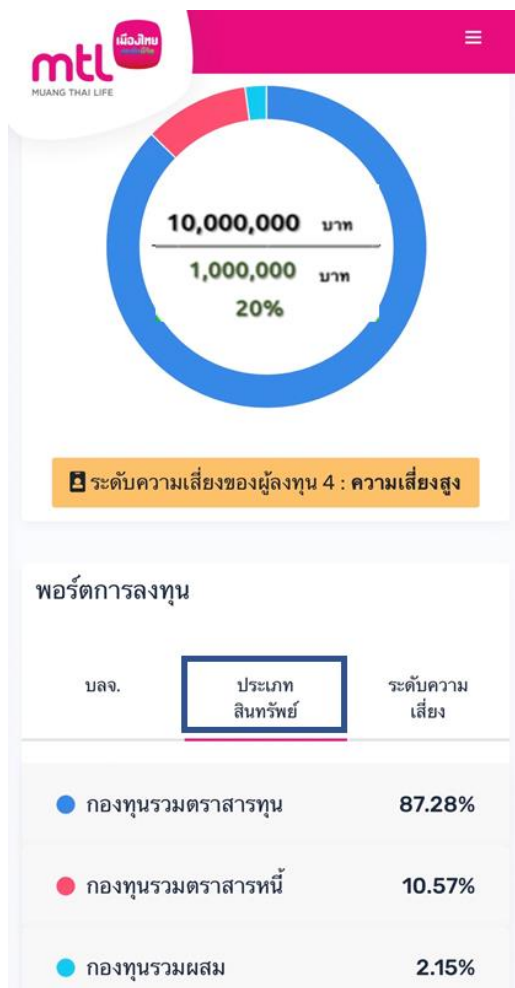 เมืองไทย
mtl
MUANG THAI LIFE
10,000,000 บาท
1,000,000 บาท
20%
ระดับความเสี่ยงของผู้ลงทุน 4 : ความเสี่ยงสูง
พอร์ตการลงทุน
บลจ.
ประเภท
สินทรัพย์
ระดับความ
เสี่ยง
กองทุนรวมตราสารทุน 87.28%
กองทุนรวมตราสารหนี้ 10.57%
กองทุนรวมผสม 2.15%